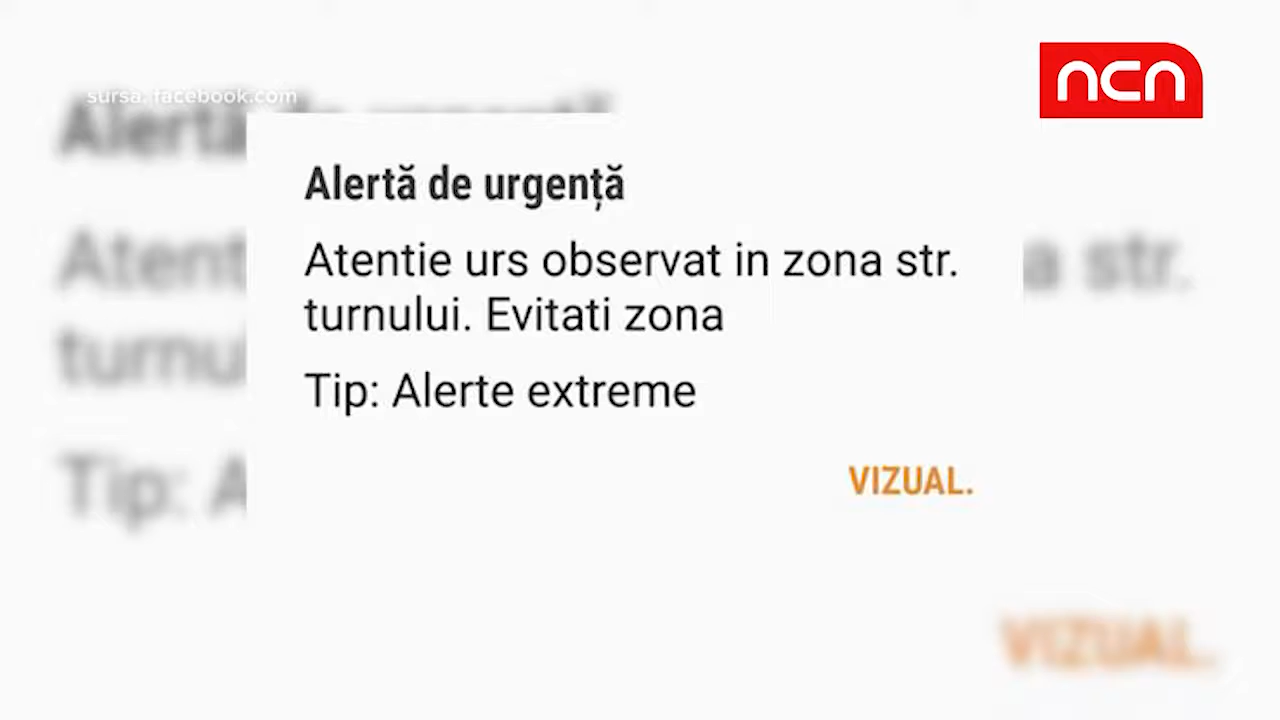 sursa: facebook.com
ncn
Alertă de urgență
Atentie urs observat in zona str.
turnului. Evitati zona
Tip: Alerte extreme
VIZUAL.